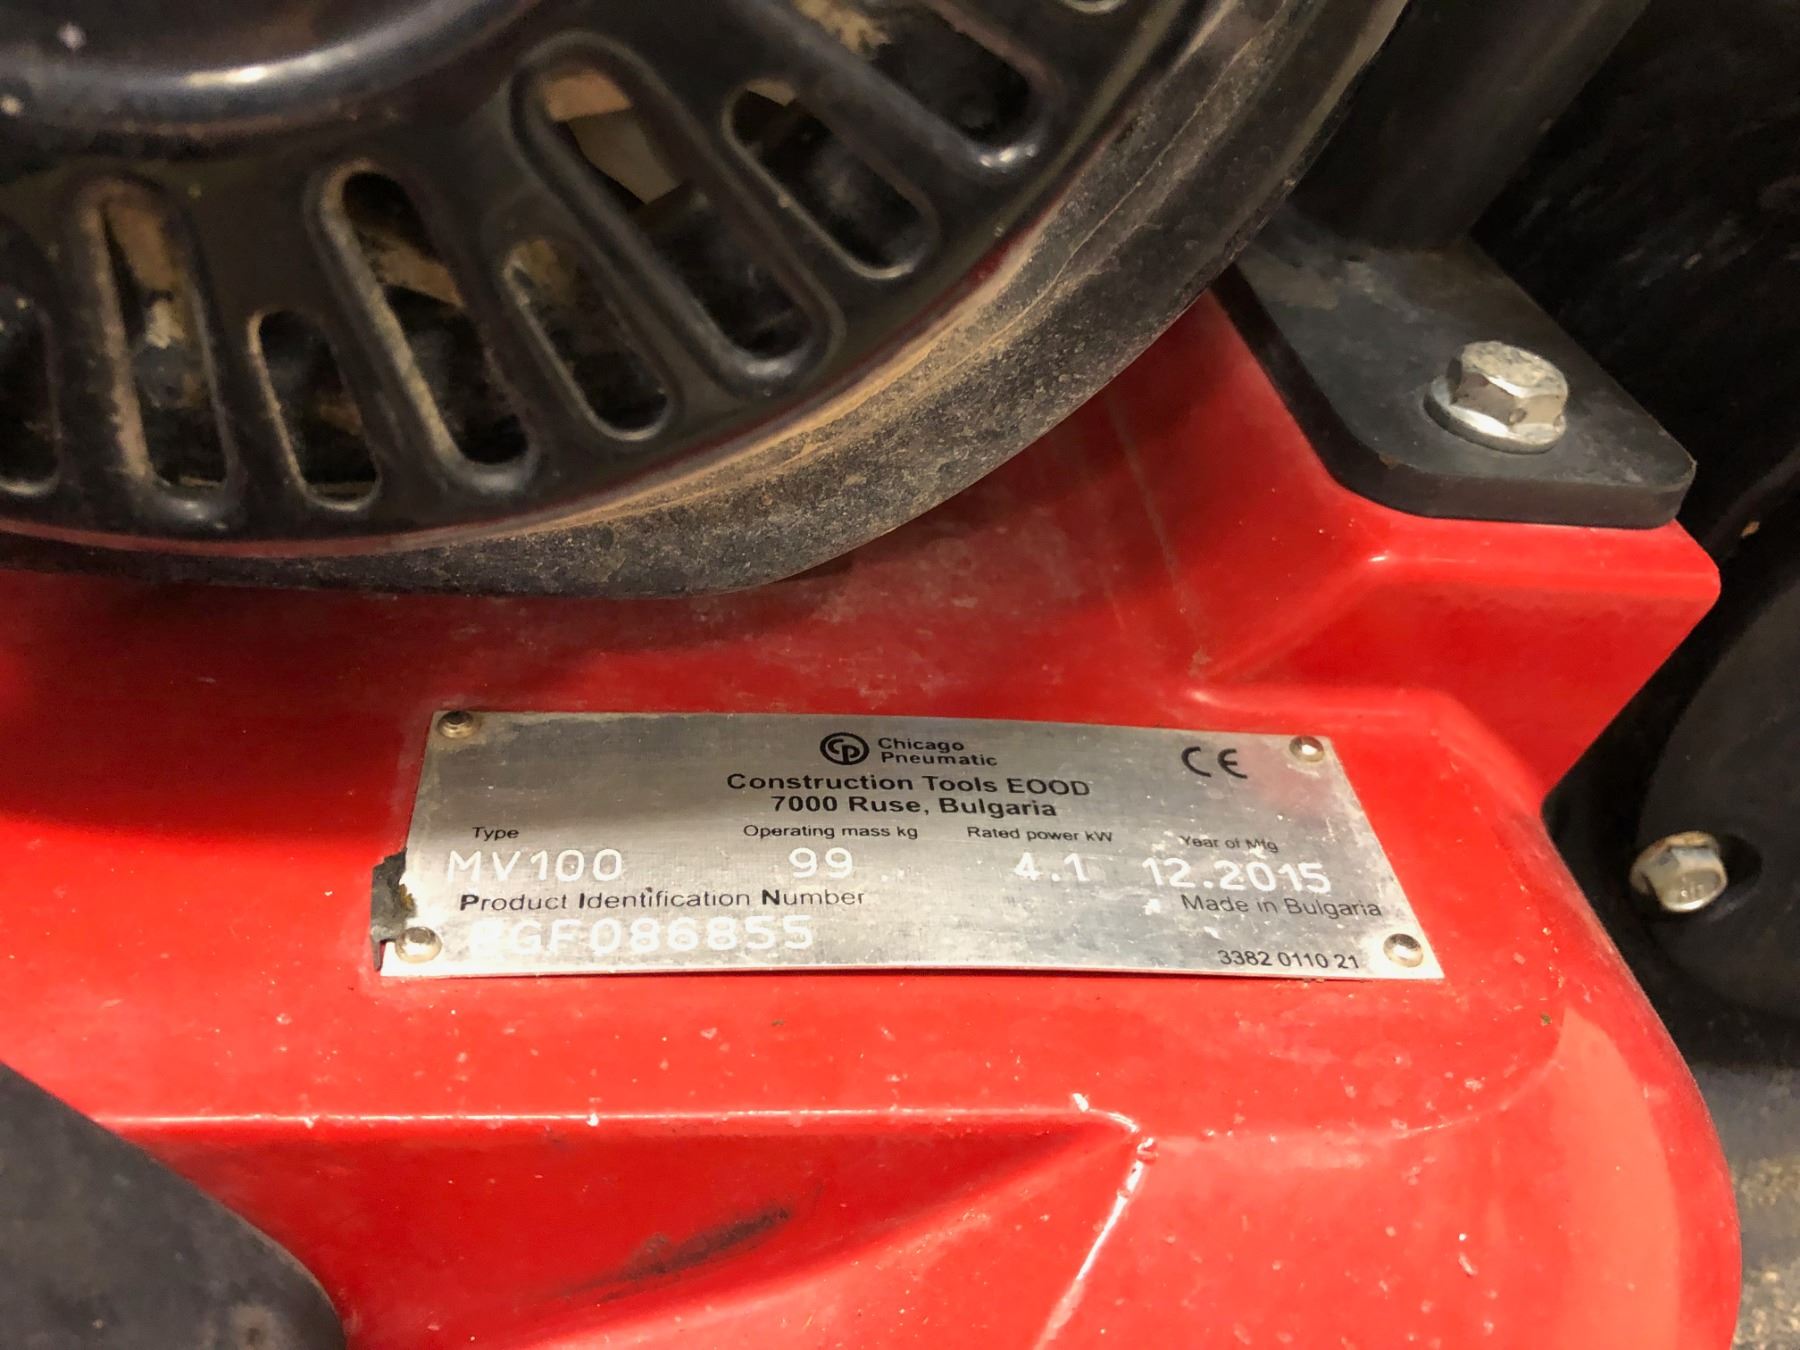 CP Chicago
Pneumatic
CE
Construction Tools EOOD
7000 Ruse, Bulgaria
Type Operating mass kg Rated power kW Year of Mfg
MV100 99 4.1 12.2015
Product Identification Number Made in Bulgaria
3382 0110 21